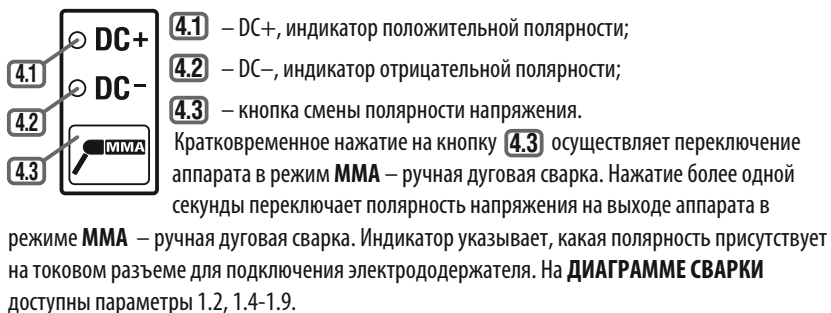 DC+
DC−
MMA
4.1
4.2
4.3
4.1 – DC+, индикатор положительной полярности;
4.2 – DC–, индикатор отрицательной полярности;
4.3 – кнопка смены полярности напряжения.
Кратковременное нажатие на кнопку 4.3 осуществляет переключение
аппарата в режим ММА – ручная дуговая сварка. Нажатие более одной
секунды переключает полярность напряжения на выходе аппарата в
режиме ММА – ручная дуговая сварка. Индикатор указывает, какая полярность присутствует
на токовом разъеме для подключения электрододержателя. На ДИАГРАММЕ СВАРКИ
доступны параметры 1.2, 1.4-1.9.